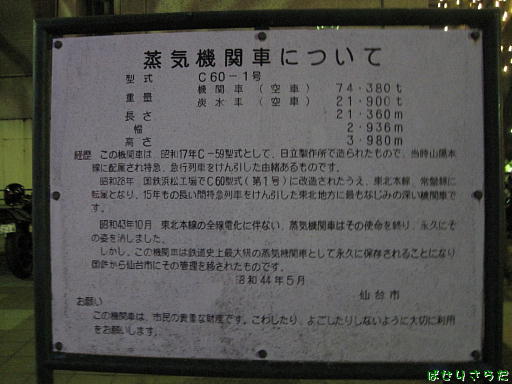 蒸気機関車について
型式 C60-1号
重量 機関車(空車) 74.380t
炭水車(空車) 21.900t
長さ 21.360m
幅 2.936m
高さ 3.980m
経歴 この機関車は、昭和17年C-59型式として、日立製作所で造られたもので、当時山陽本
線に配属され特急、急行列車をけん引した由緒あるものです。
昭和28年 国鉄浜松工場でC60型式(第1号)に改造されたうえ、東北本線、常盤線に
転属となり、15年もの長い間特急列車をけん引した東北地方に最もなじみの深い機関車で
す。
昭和43年10月 東北本線の全線電化に伴ない、蒸気機関車はその使命を終り、永久にそ
の姿を消しました。
しかし、この機関車は鉄道史上最大級の蒸気機関車として永久に保存されることになり
国鉄から仙台市にその管理を移されたものです。
昭和44年5月
仙台市
お願い
この機関車は、市民の貴重な財産です。こわしたり、よごしたりしないように大切に利用
をお願いします。
ばせりさらだ